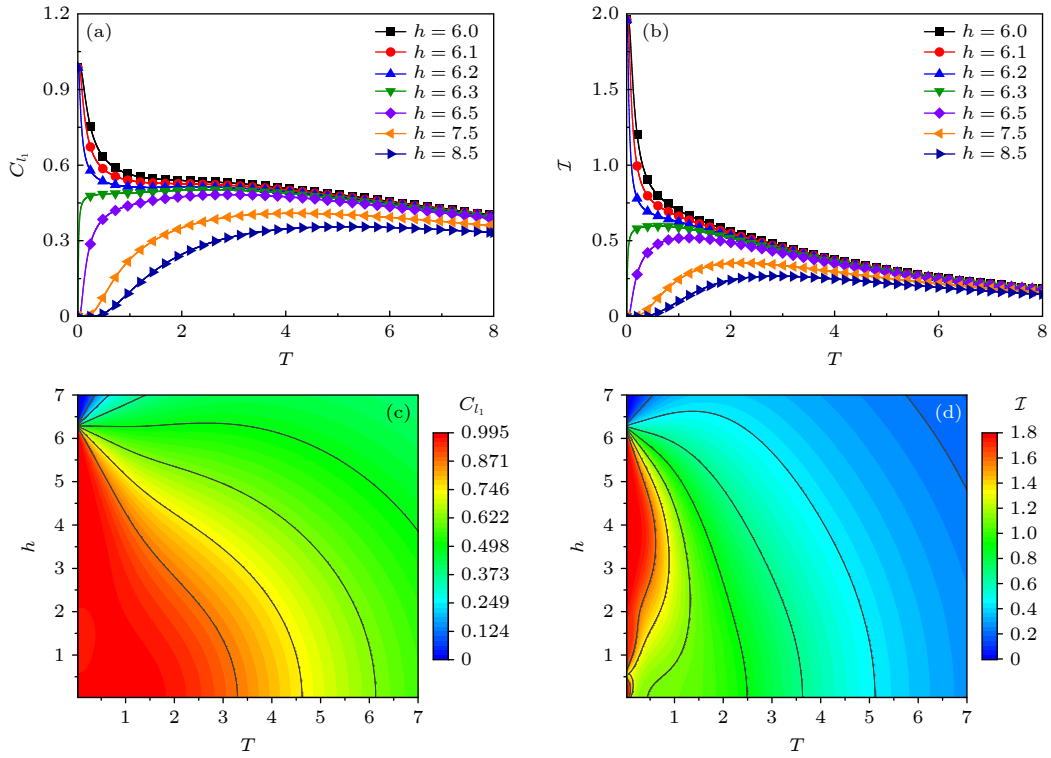 (a)
h = 6.0
h = 6.1
h = 6.2
h = 6.3
h = 6.5
h = 7.5
h = 8.5
1.2
0.9
0.6
0.3
0
C_{l_1}
0 2 4 6 8
T
(b)
h = 6.0
h = 6.1
h = 6.2
h = 6.3
h = 6.5
h = 7.5
h = 8.5
2.0
1.5
1.0
0.5
0
ℐ
0 2 4 6 8
T
(c)
7
6
5
4
3
2
1
h
1 2 3 4 5 6 7
T
C_{l_1}
0.995
0.871
0.746
0.622
0.498
0.373
0.249
0.124
0
(d)
7
6
5
4
3
2
1
h
1 2 3 4 5 6 7
T
ℐ
1.8
1.6
1.4
1.2
1.0
0.8
0.6
0.4
0.2
0